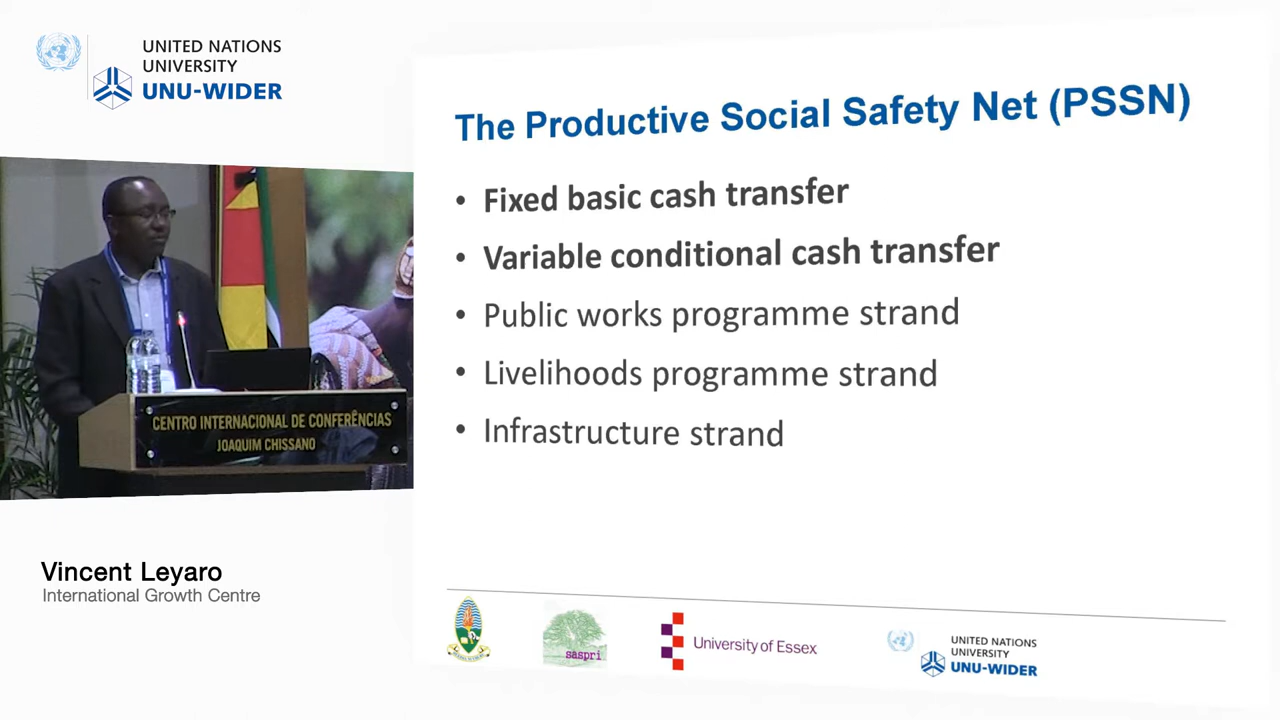 UNITED NATIONS
UNIVERSITY
UNU-WIDER
The Productive Social Safety Net (PSSN)
• Fixed basic cash transfer
• Variable conditional cash transfer
• Public works programme strand
• Livelihoods programme strand
• Infrastructure strand
CENTRO INTERNACIONAL DE CONFERÊNCIAS
JOAQUIM CHISSANO
Vincent Leyaro
International Growth Centre
saspri
University of Essex
UNITED NATIONS
UNIVERSITY
UNU-WIDER